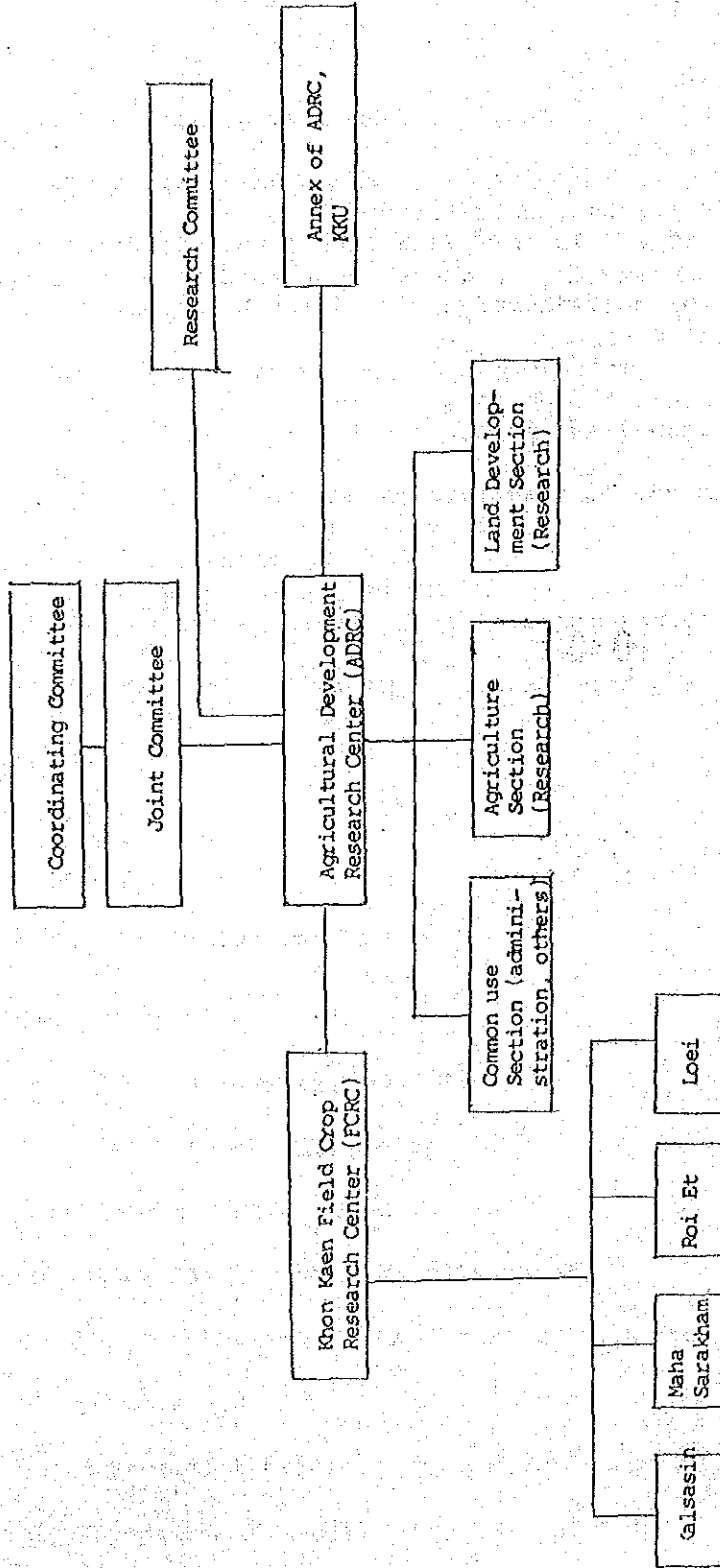 Coordinating Committee
Joint Committee
Research Committee
Khon Kaen Field Crop
Research Center (FCRC)
Agricultural Development
Research Center (ADRC)
Annex of ADRC,
KKU
Common use
Section (admini-
stration, others)
Agriculture
Section
(Research)
Land Develop-
ment Section
(Research)
Kalsasin
Maha
Sarakham
Roi Et
Loei